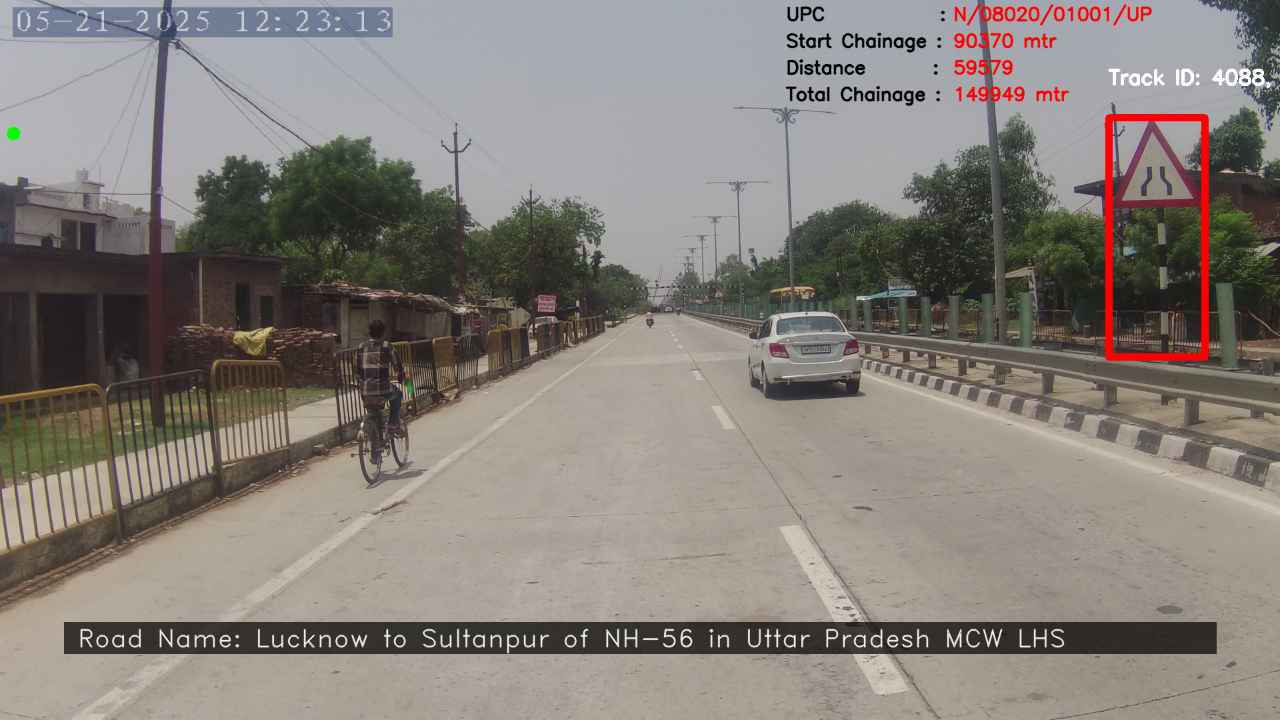 05-21-2025 12:23:13
UPC : N/08020/01001/UP
Start Chainage : 90370 mtr
Distance : 59579
Total Chainage : 149949 mtr
Track ID: 4088,
Road Name: Lucknow to Sultanpur of NH-56 in Uttar Pradesh MCW LHS